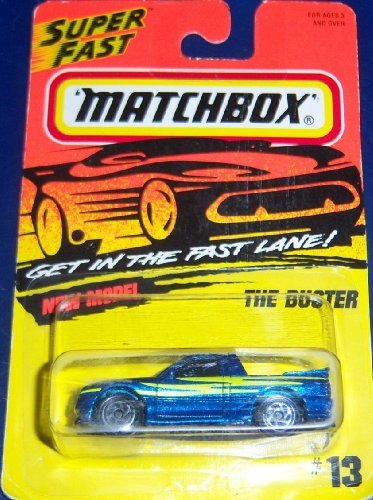 SUPER
FAST
FOR AGES 3
AND OVER
'MATCHBOX'®
GET IN THE FAST LANE!
NEW MODEL
THE BUSTER
#13